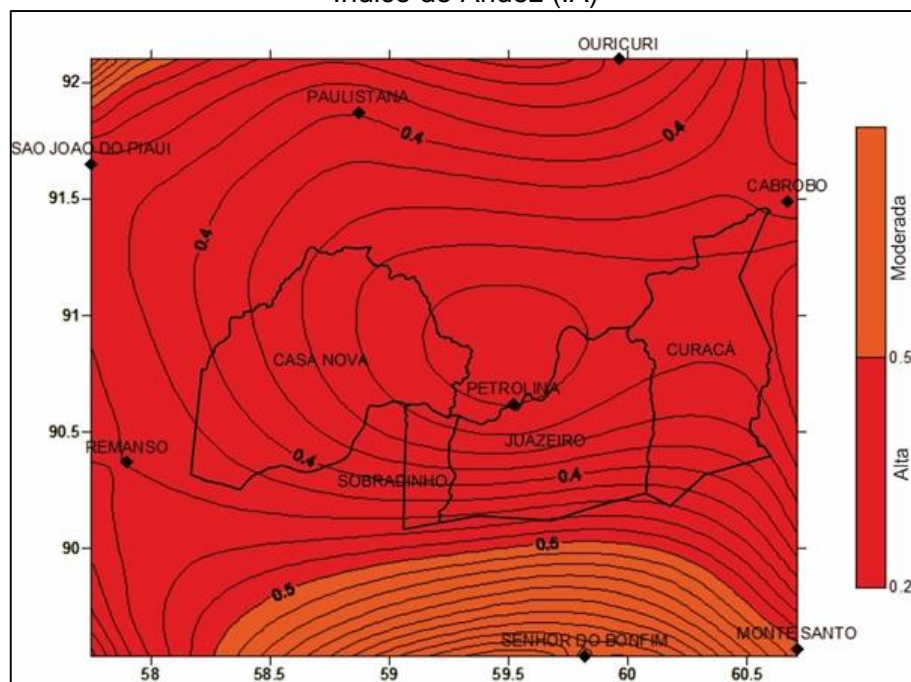 Índice de Aridez (IA)
OURICURI
92
PAULISTANA
0.4
0.4
SAO JOAO DO PIAUI
91.5
CABROBO
0.4
Moderada
91
CASA NOVA
CURACÁ
0.5
PETROLINA
90.5
JUAZEIRO
REMANSO
0.4
0.4
SOBRADINHO
Alta
90
0.5
0.5
0.2
SENHOR DO BONFIM
MONTE SANTO
58
58.5
59
59.5
60
60.5